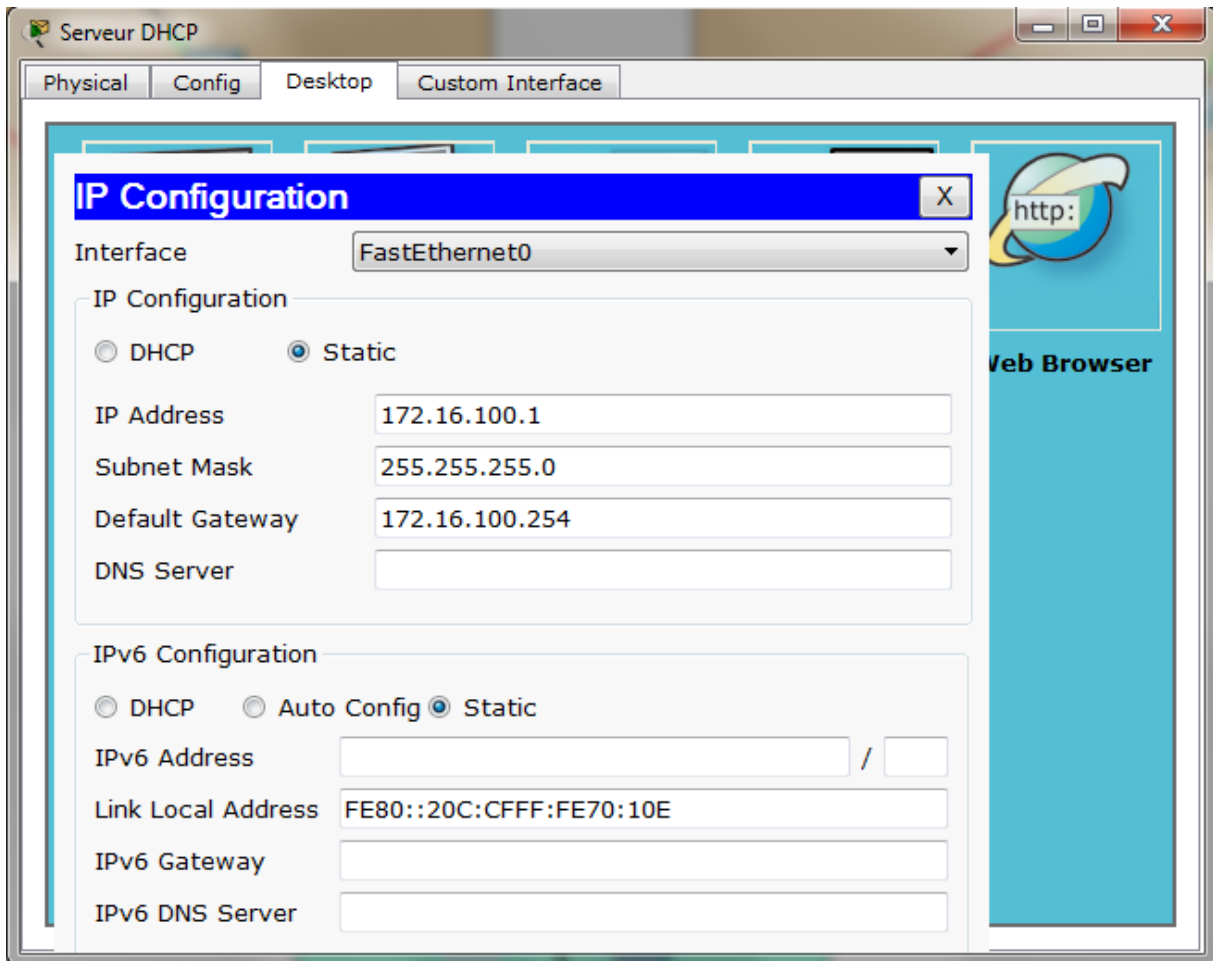 Serveur DHCP
Physical Config Desktop Custom Interface
IP Configuration X
http:
Interface FastEthernet0
IP Configuration
DHCP Static
Web Browser
IP Address 172.16.100.1
Subnet Mask 255.255.255.0
Default Gateway 172.16.100.254
DNS Server
IPv6 Configuration
DHCP Auto Config Static
IPv6 Address /
Link Local Address FE80::20C:CFFF:FE70:10E
IPv6 Gateway
IPv6 DNS Server